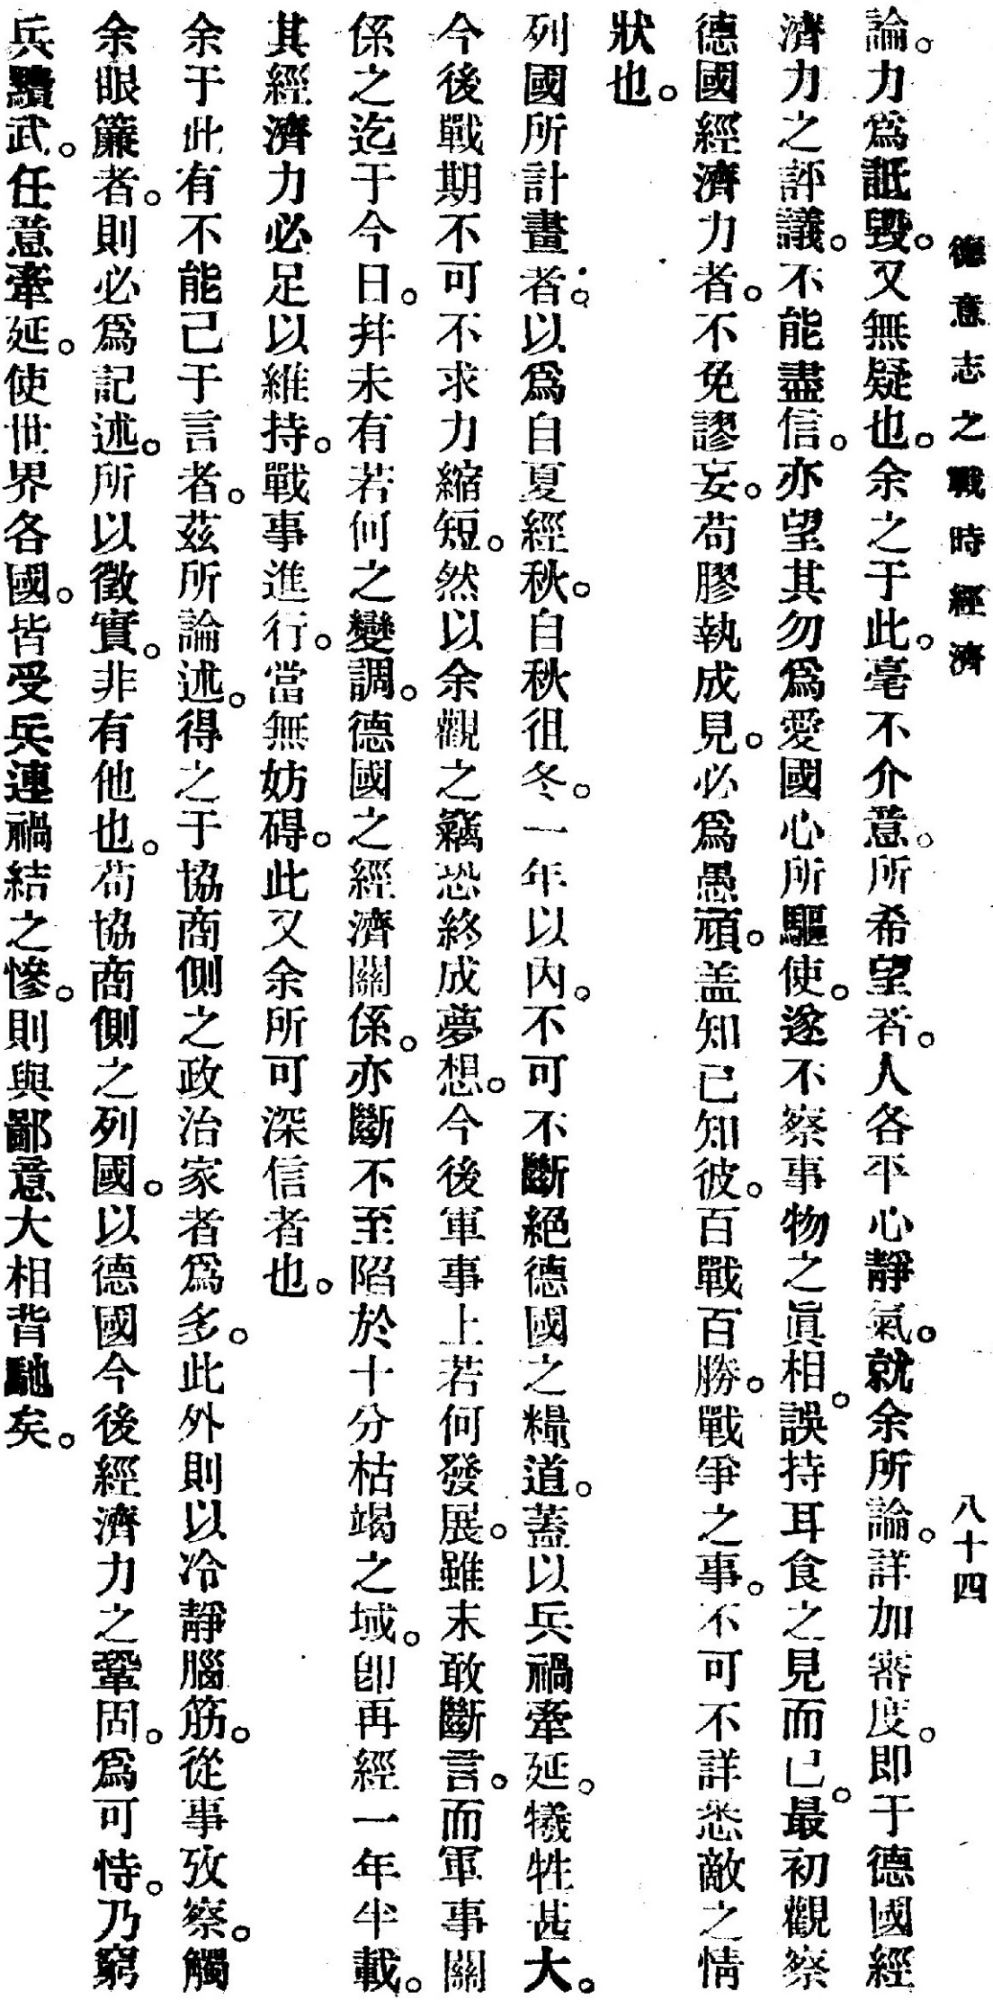 德意志之戰時經濟
八十四
論。力爲詆毀。又無疑也。余之于此。毫不介意。所希望者。人各平心靜氣。就余所論。詳加審度。即于德國經
濟力之評議。不能盡信。亦望其勿爲愛國心所驅使。遂不察事物之眞相。誤持耳食之見而已。最初觀察
德國經濟力者。不免謬妄。苟膠執成見。必爲愚頑。盖知已知彼。百戰百勝。戰爭之事。不可不詳悉敵之情
狀也。
列國所計畫者。以爲自夏經秋。自秋徂冬。一年以內。不可不斷絕德國之糧道。蓋以兵禍牽延。犧牲甚大。
今後戰期不可不求力縮短。然以余觀之竊恐終成夢想。今後軍事上若何發展。雖末敢斷言。而軍事關
係之迄于今日。幷未有若何之變調。德國之經濟關係。亦斷不至陷於十分枯竭之域。卽再經一年半載。
其經濟力必足以維持。戰事進行。當無妨碍。此又余所可深信者也。
余于此有不能己于言者。茲所論述。得之于協商側之政治家者爲多。此外則以冷靜腦筋。從事攷察。觸
余眼簾者。則必爲記述。所以徵實。非有他也。苟協商側之列國。以德國今後經濟力之鞏固。爲可恃。乃窮
兵黷武。任意牽延。使世界各國。皆受兵連禍結之慘。則與鄙意大相背馳矣。